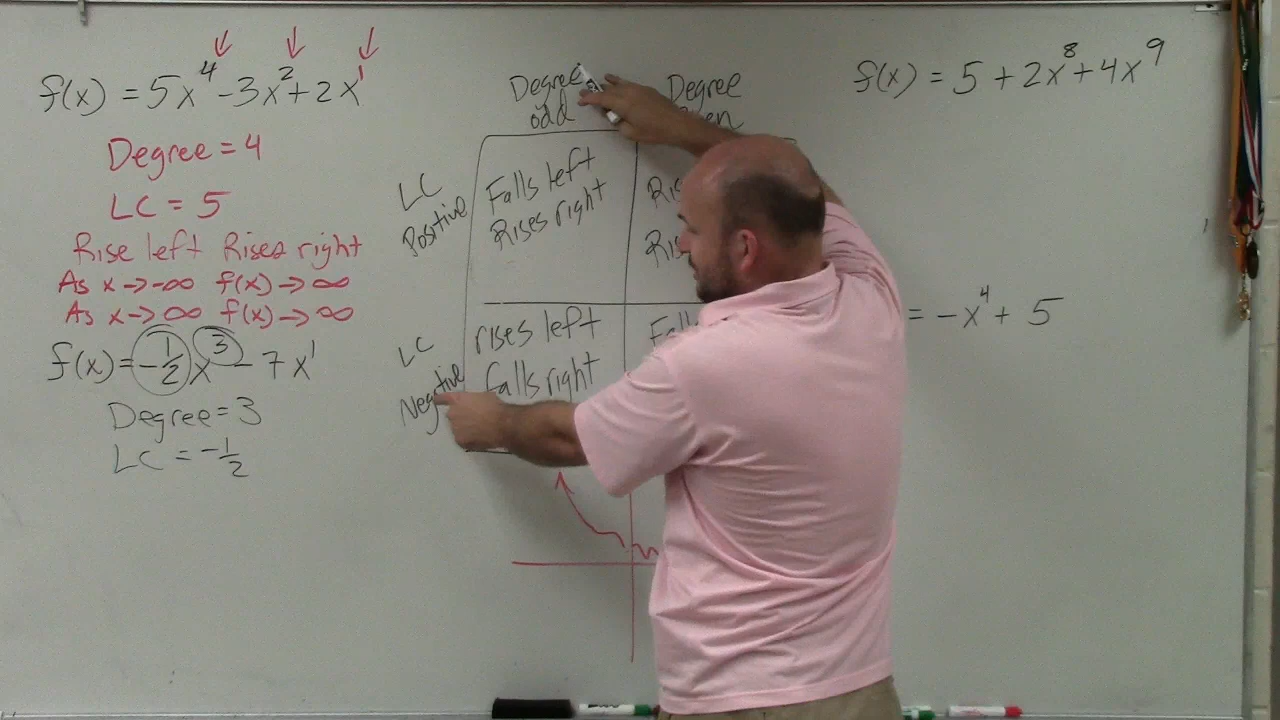 f(x) = 5x⁴ - 3x² + 2x¹
Degree = 4
LC = 5
Rise left Rises right
As x → -∞ f(x) → ∞
As x → ∞ f(x) → ∞
f(x) = -1/2 x³ - 7x¹
Degree = 3
LC = -1/2
Degree odd
Degree
LC Positive
Falls left
Rises right
LC
rises left
falls right
f(x) = 5 + 2x⁸ + 4x⁹
= -x⁴ + 5